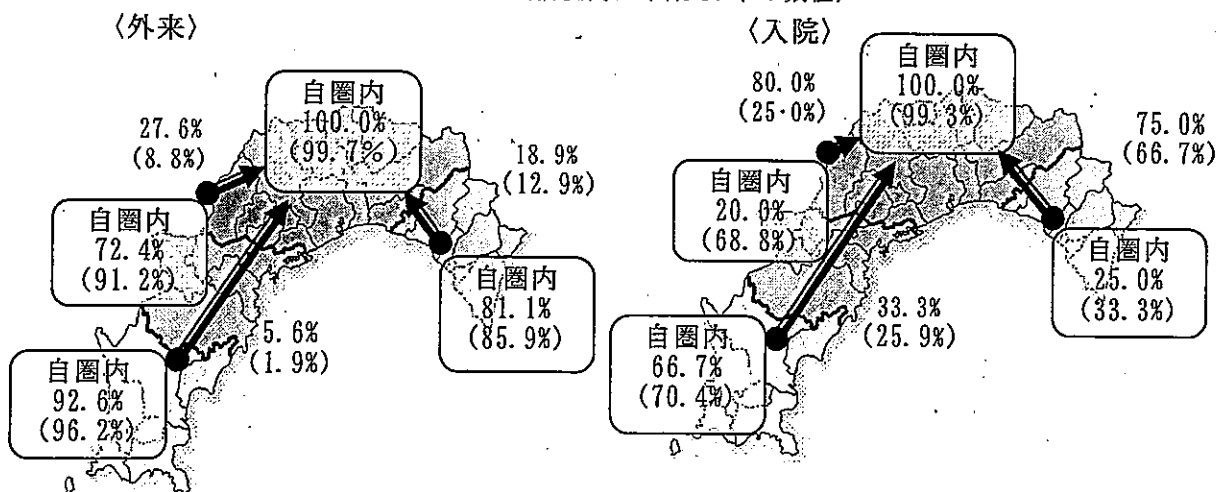 〈外来〉
自圏内
100.0%
(99.7%)
27.6%
(8.8%)
18.9%
(12.9%)
自圏内
72.4%
(91.2%)
自圏内
81.1%
(85.9%)
5.6%
(1.9%)
自圏内
92.6%
(96.2%)
〈入院〉
80.0%
(25.0%)
自圏内
100.0%
(99.3%)
75.0%
(66.7%)
自圏内
20.0%
(68.8%)
自圏内
25.0%
(33.3%)
33.3%
(25.9%)
自圏内
66.7%
(70.4%)